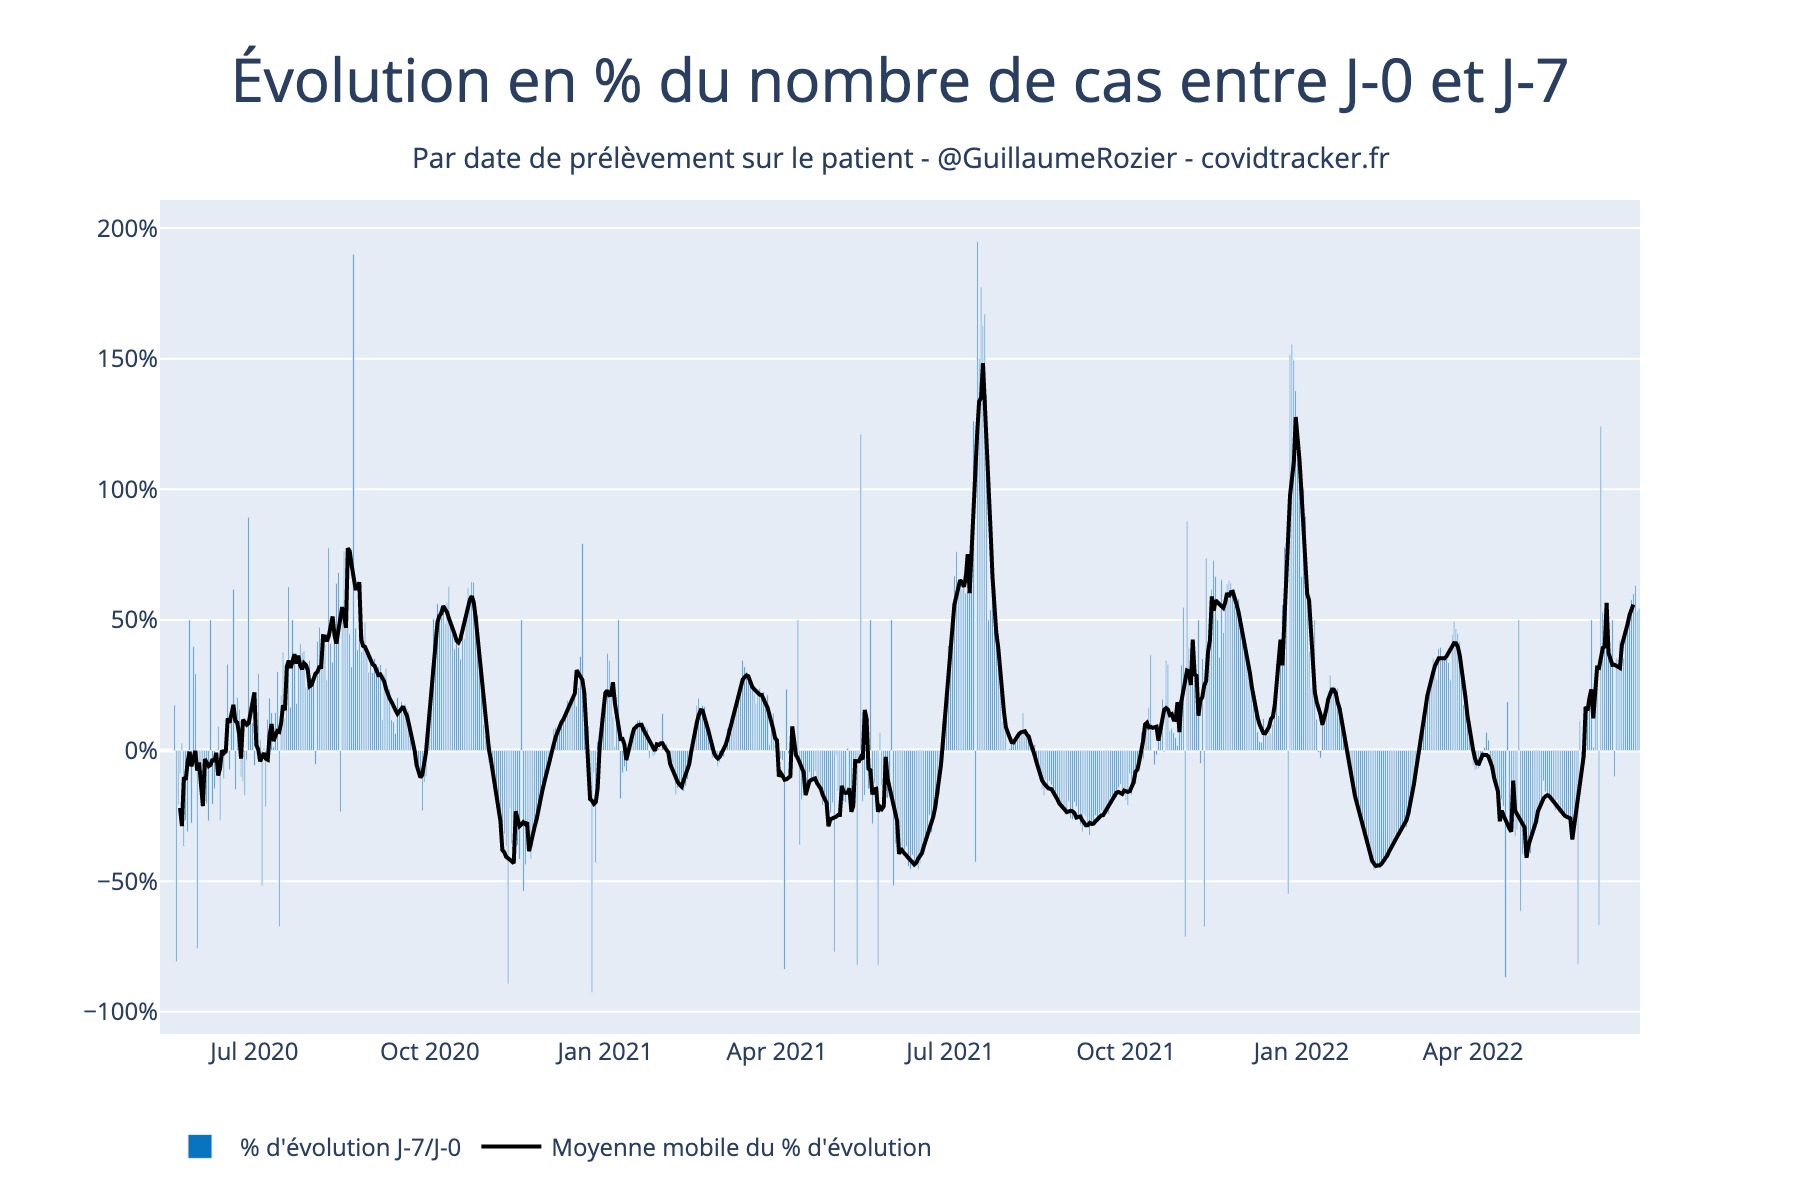 Évolution en % du nombre de cas entre J-0 et J-7
Par date de prélèvement sur le patient - @GuillaumeRozier - covidtracker.fr
200%
150%
100%
50%
0%
−50%
−100%
Jul 2020 Oct 2020 Jan 2021 Apr 2021 Jul 2021 Oct 2021 Jan 2022 Apr 2022
% d'évolution J-7/J-0 Moyenne mobile du % d'évolution